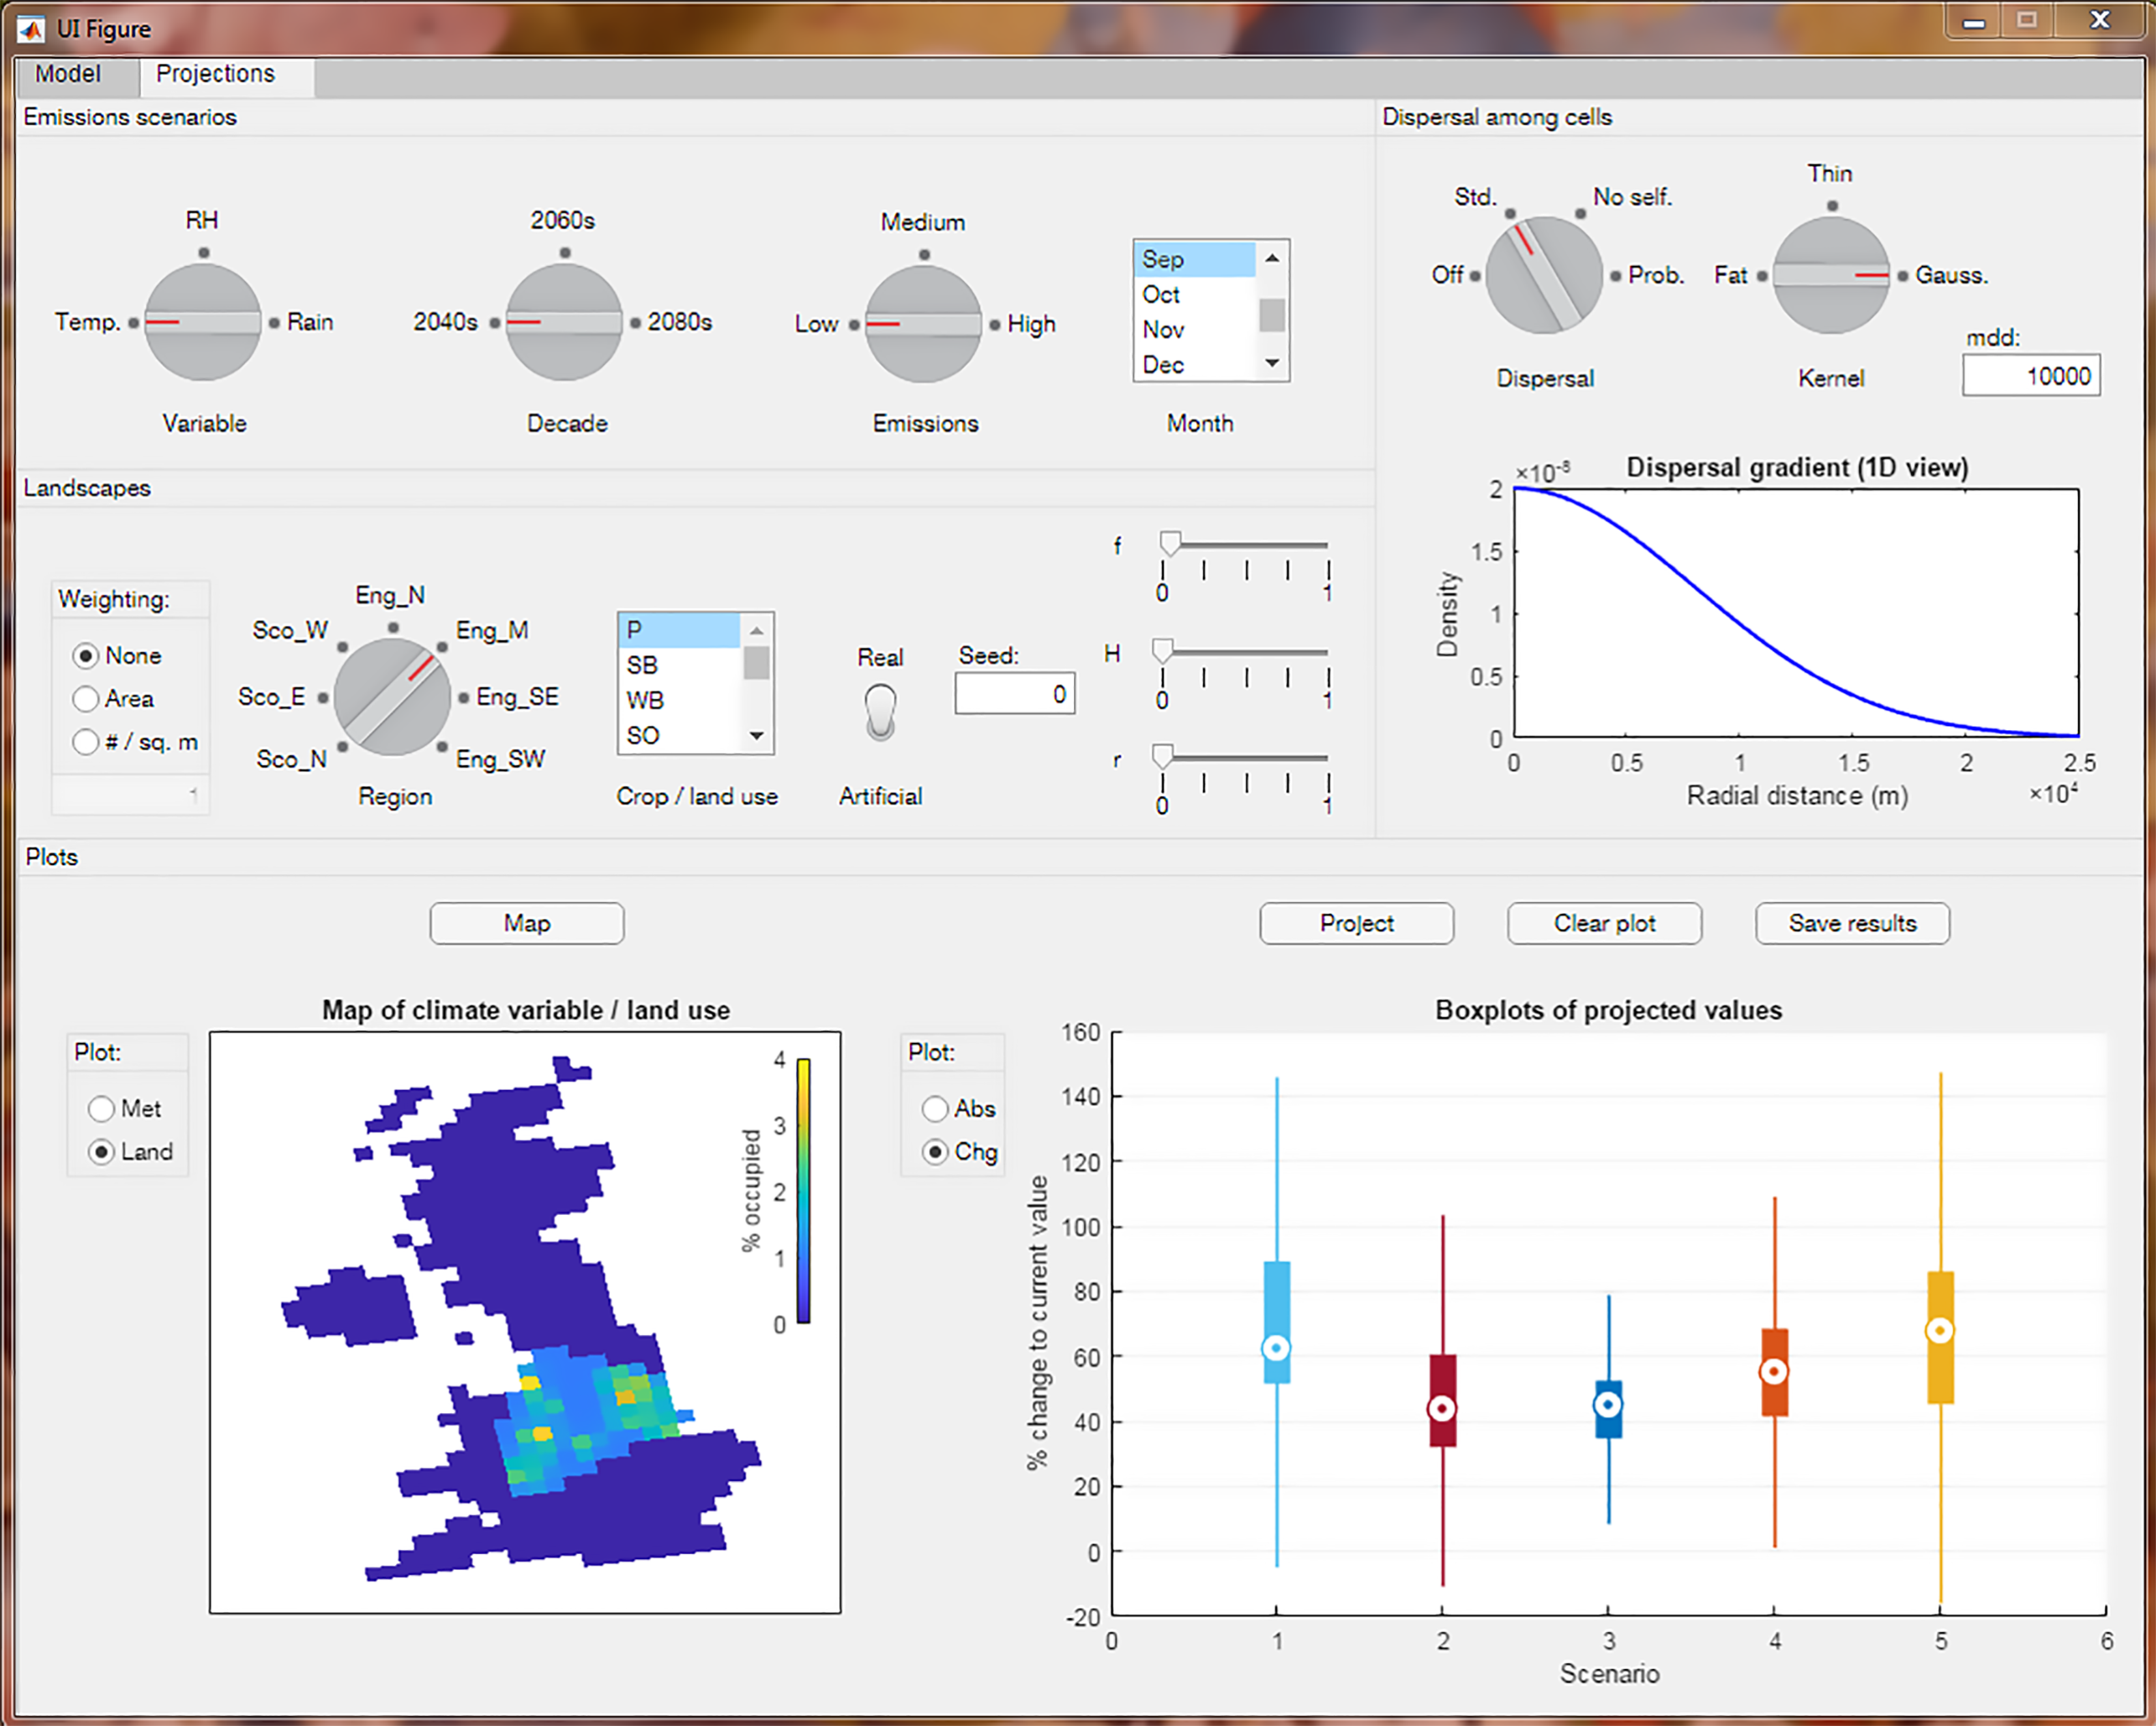 UI Figure
Model
Projections
Emissions scenarios
RH
Temp.
Rain
Variable
2060s
2040s
2080s
Decade
Medium
Low
High
Emissions
Sep
Oct
Nov
Dec
Month
Dispersal among cells
Std.
No self.
Off
Prob.
Dispersal
Thin
Fat
Gauss.
Kernel
mdd:
10000
Dispersal gradient (1D view)
×10⁻⁸
2
1.5
1
0.5
0
Density
0
0.5
1
1.5
2
2.5
Radial distance (m)
×10⁴
Landscapes
Weighting:
None
Area
# / sq. m
1
Eng_N
Sco_W
Eng_M
Sco_E
Eng_SE
Sco_N
Eng_SW
Region
P
SB
WB
SO
Crop / land use
Real
Artificial
Seed:
0
f
0
1
H
0
1
r
0
1
Plots
Map
Project
Clear plot
Save results
Map of climate variable / land use
Plot:
Met
Land
% occupied
4
3
2
1
0
Plot:
Abs
Chg
Boxplots of projected values
% change to current value
160
140
120
100
80
60
40
20
0
-20
0
1
2
3
4
5
6
Scenario